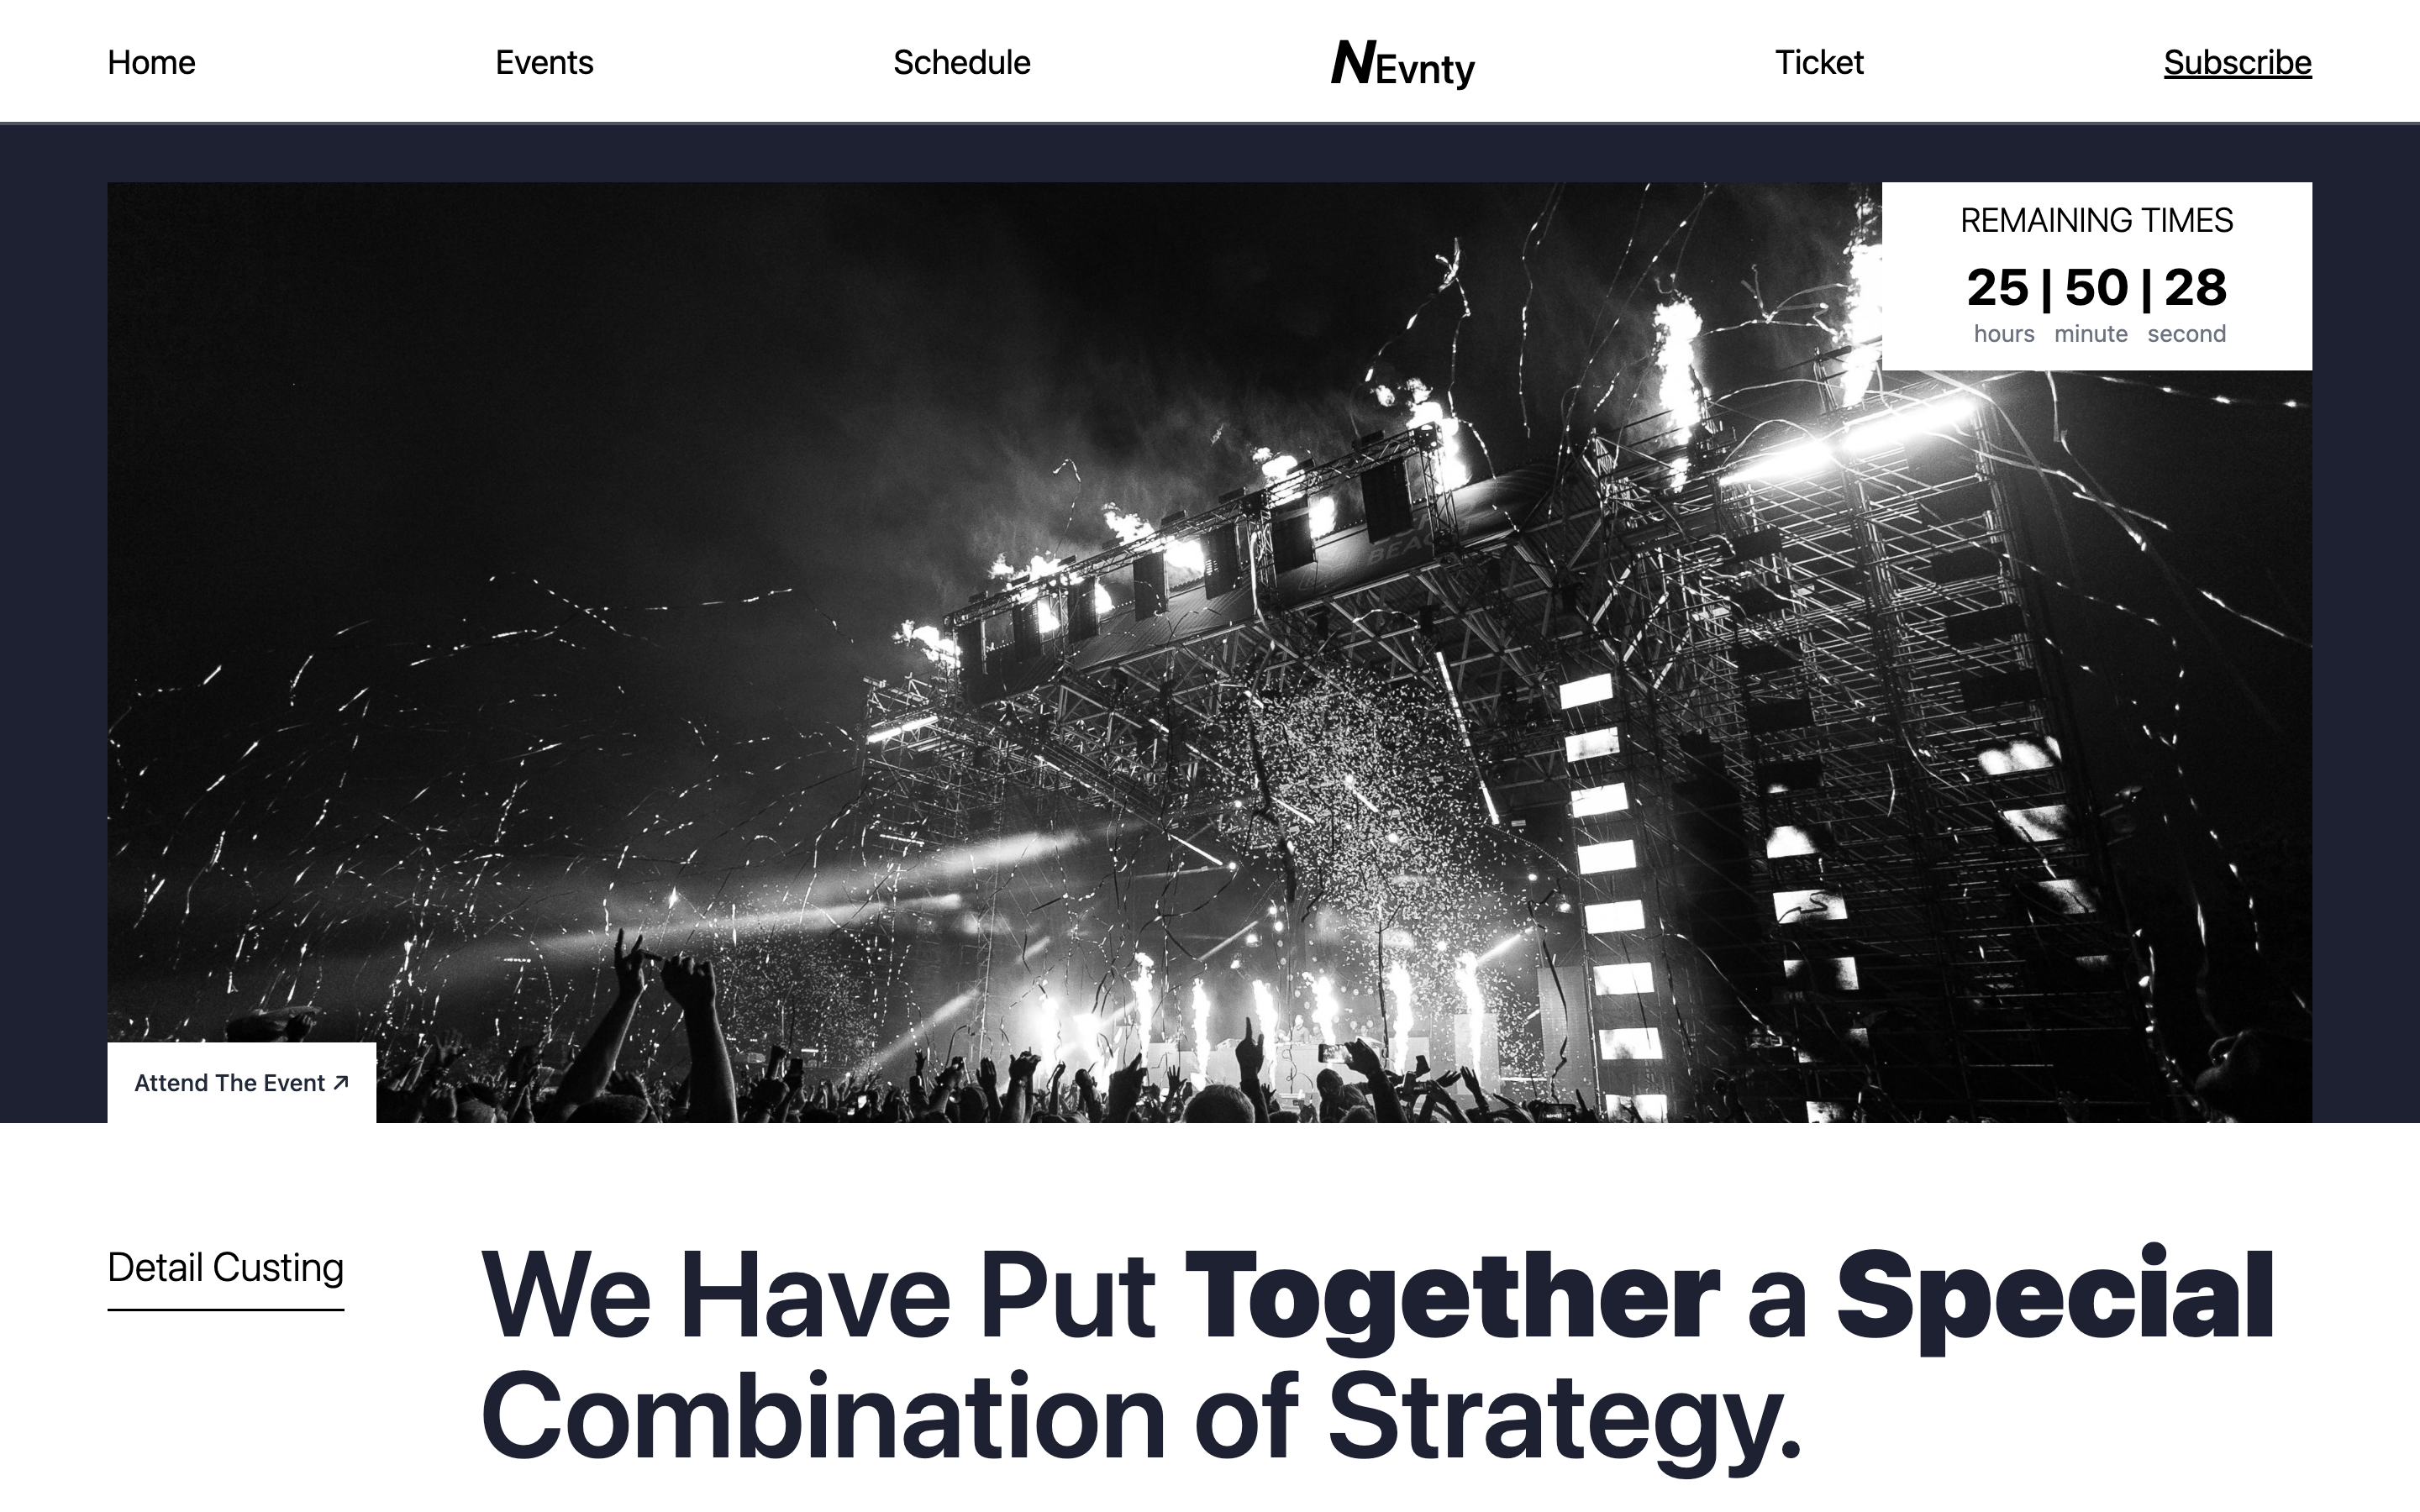 Home Events Schedule NEvnty Ticket Subscribe
REMAINING TIMES
25 | 50 | 28
hours minute second
Attend The Event ↗
Detail Custing
We Have Put Together a Special
Combination of Strategy.